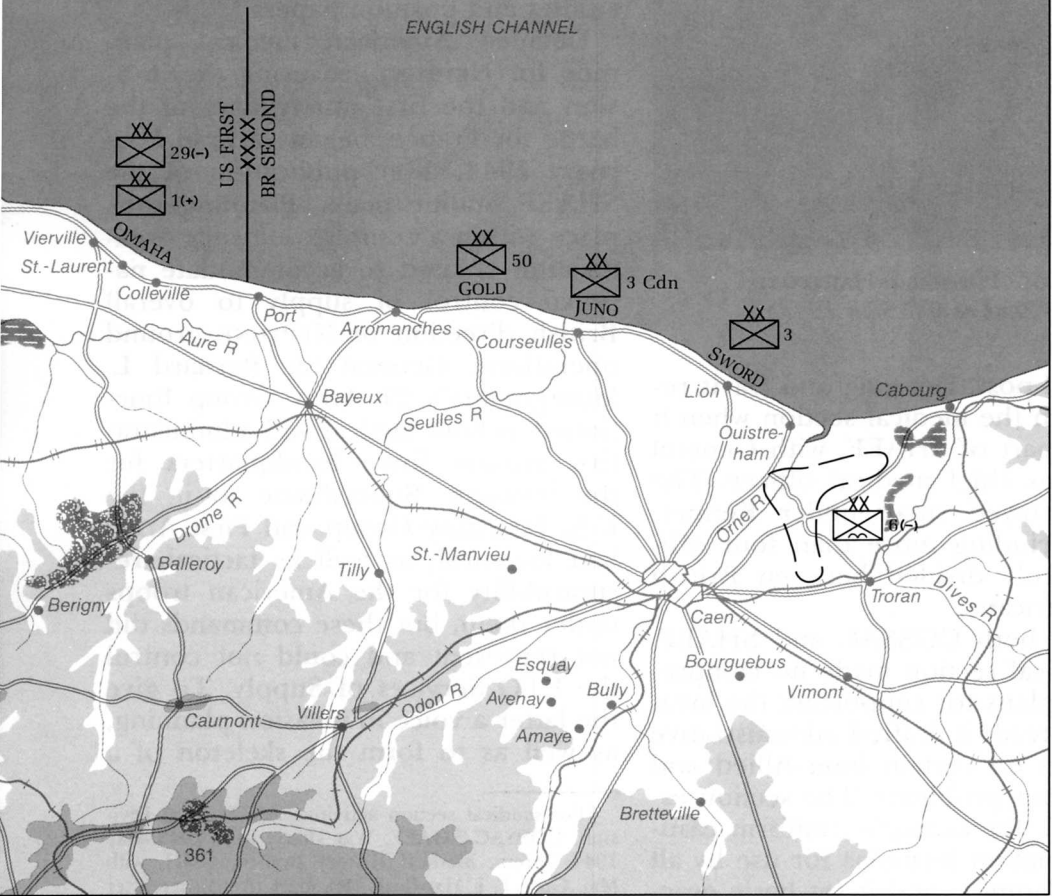 ENGLISH CHANNEL
US FIRST
XXXX
BR SECOND
XX
29(-)
XX
1(+)
OMAHA
Vierville
St.-Laurent
Colleville
Port
Arromanches
XX
50
GOLD
XX
3 Cdn
JUNO
Courseulles
XX
3
SWORD
Lion
Ouistre-
ham
Cabourg
Aure R
Bayeux
Seulles R
Drome R
Orne R
XX
6(-)
Balleroy
Berigny
Tilly
St.-Manvieu
Caen
Troran
Dives R
Esquay
Avenay
Bully
Amaye
Bourguebus
Vimont
Caumont
Villers
Odon R
Bretteville
361